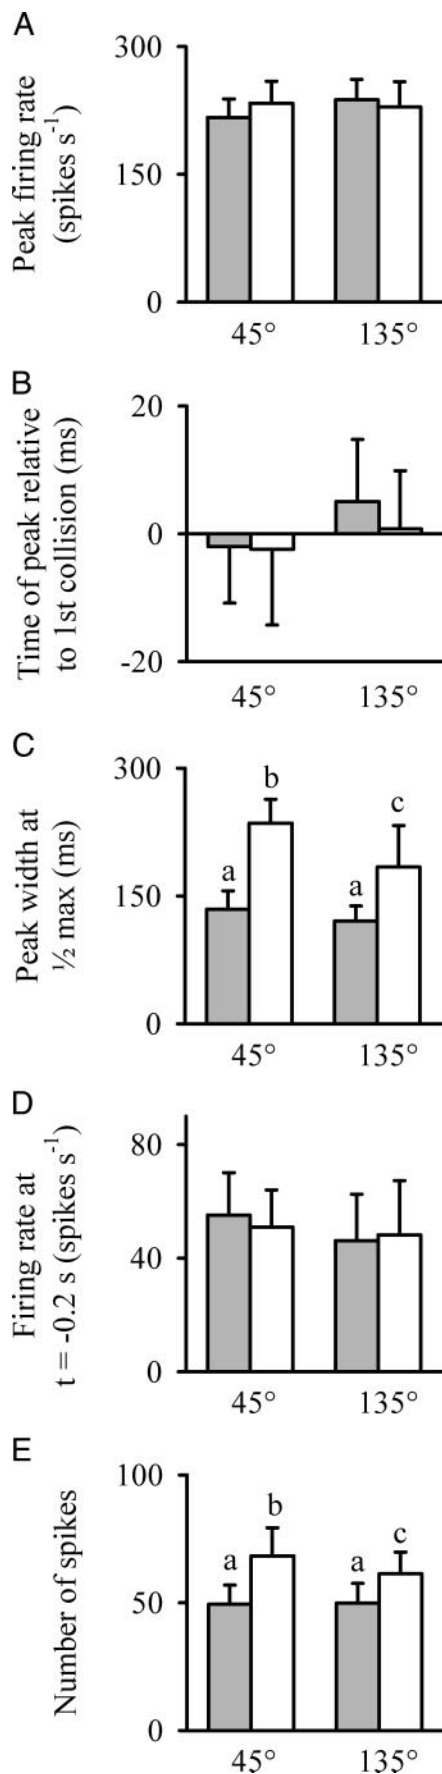 A
Peak firing rate
(spikes s⁻¹)
300
150
0
45° 135°
B
Time of peak relative
to 1st collision (ms)
20
0
-20
45° 135°
C
Peak width at
½ max (ms)
300
150
0
a b a c
45° 135°
D
Firing rate at
t = -0.2 s (spikes s⁻¹)
80
40
0
45° 135°
E
Number of spikes
100
50
0
a b a c
45° 135°